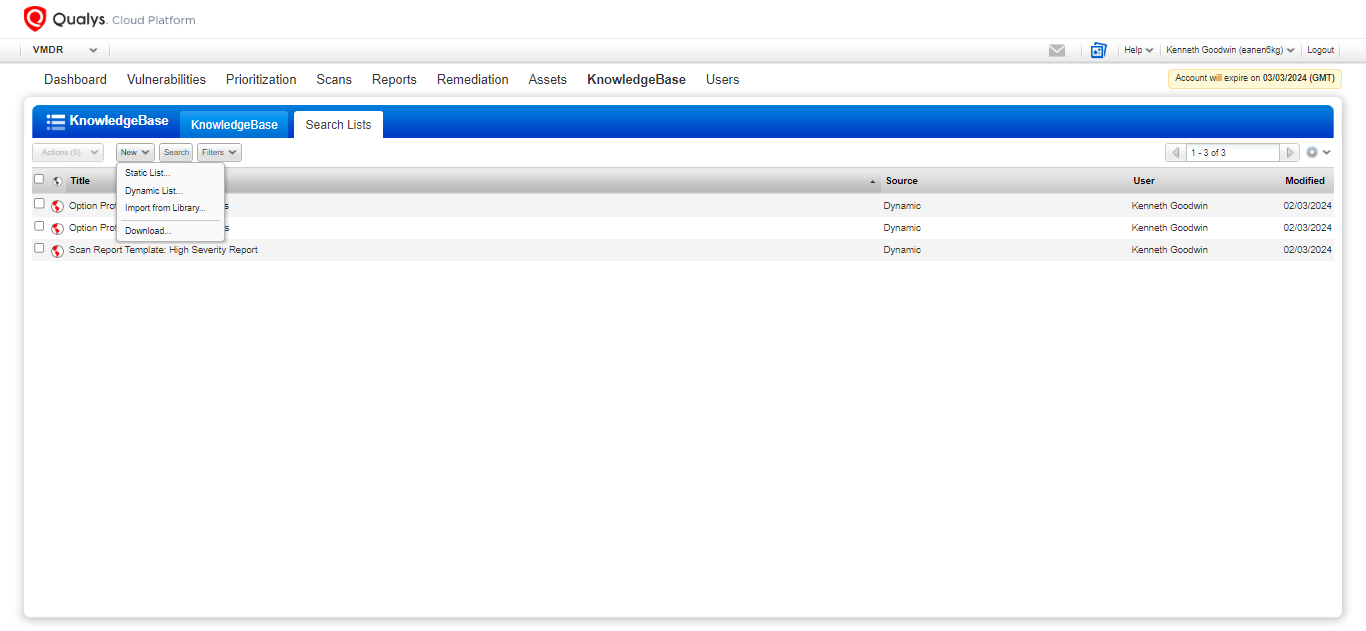 Qualys. Cloud Platform
VMDR Help Kenneth Goodwin (eanen6kg) Logout
Dashboard Vulnerabilities Prioritization Scans Reports Remediation Assets KnowledgeBase Users Account will expire on 03/03/2024 (GMT)
KnowledgeBase KnowledgeBase Search Lists
Actions (0) New Search Filters 1 - 3 of 3
Static List...
Dynamic List...
Import from Library...
Download...
Title Source User Modified
Option Dynamic Kenneth Goodwin 02/03/2024
Option Dynamic Kenneth Goodwin 02/03/2024
Scan Report Template: High Severity Report Dynamic Kenneth Goodwin 02/03/2024